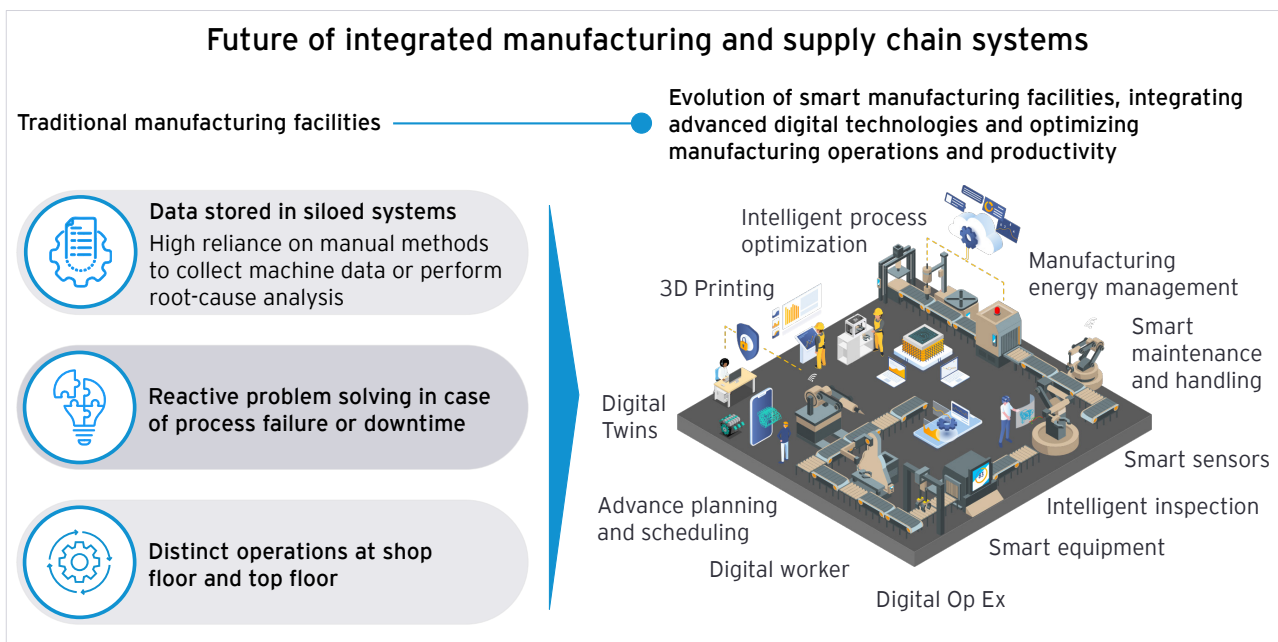 Future of integrated manufacturing and supply chain systems
Traditional manufacturing facilities
Evolution of smart manufacturing facilities, integrating
advanced digital technologies and optimizing
manufacturing operations and productivity
Data stored in siloed systems
High reliance on manual methods
to collect machine data or perform
root-cause analysis
Reactive problem solving in case
of process failure or downtime
Distinct operations at shop
floor and top floor
Intelligent process
optimization
3D Printing
Manufacturing
energy management
Smart
maintenance
and handling
Digital
Twins
Smart sensors
Advance planning
and scheduling
Intelligent inspection
Smart equipment
Digital worker
Digital Op Ex